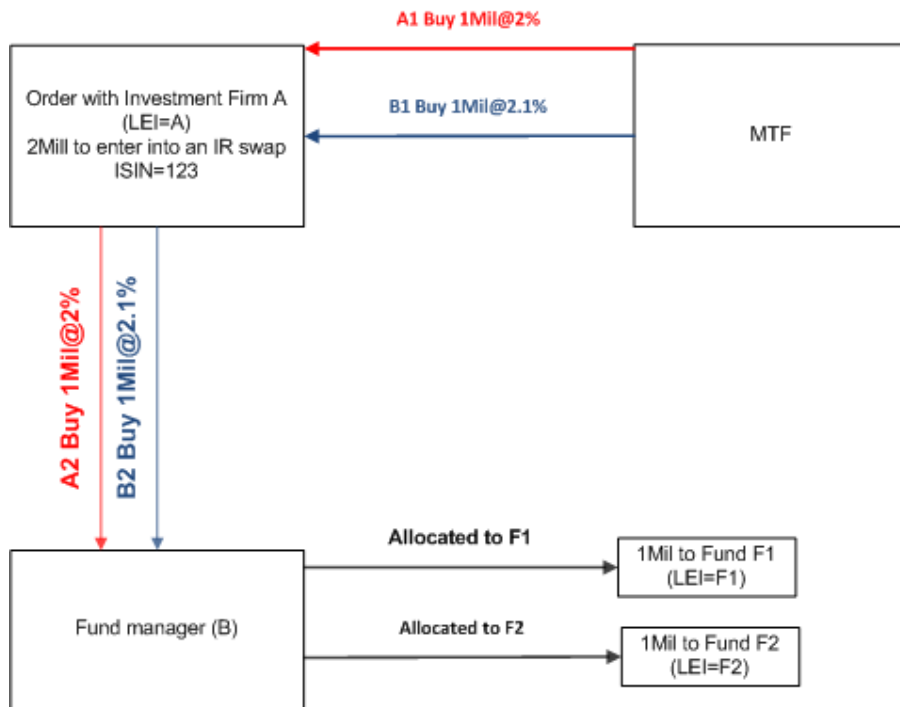 A1 Buy 1Mil@2%
Order with Investment Firm A
(LEI=A)
2Mill to enter into an IR swap
ISIN=123
B1 Buy 1Mil@2.1%
MTF
A2 Buy 1Mil@2%
B2 Buy 1Mil@2.1%
Allocated to F1
1Mil to Fund F1
(LEI=F1)
Fund manager (B)
Allocated to F2
1Mil to Fund F2
(LEI=F2)